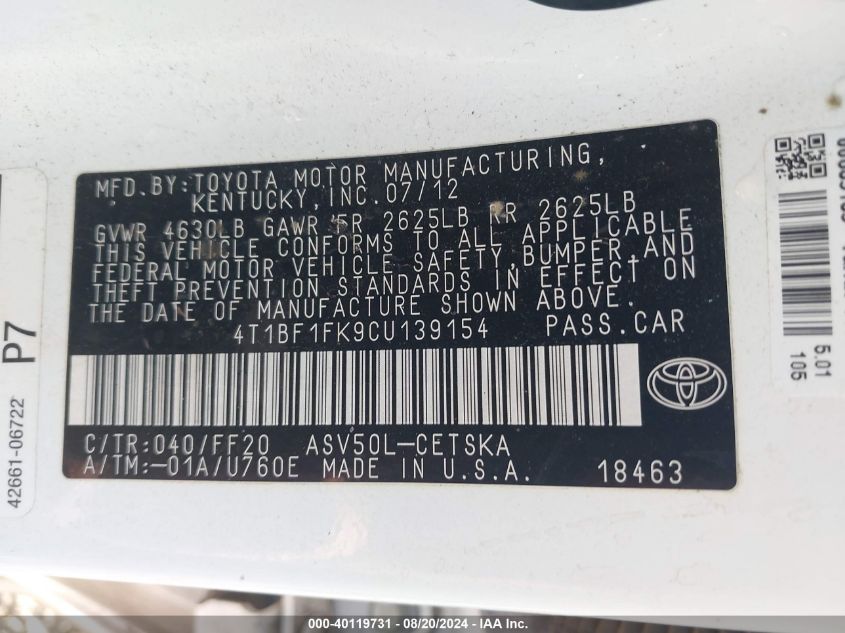 MFD.BY:TOYOTA MOTOR MANUFACTURING,
KENTUCKY,INC.07/12
GVWR 4630LB GAWR FR 2625LB RR 2625LB
THIS VEHICLE CONFORMS TO ALL APPLICABLE
FEDERAL MOTOR VEHICLE SAFETY,BUMPER,AND
THEFT PREVENTION STANDARDS IN EFFECT ON
THE DATE OF MANUFACTURE SHOWN ABOVE.
4T1BF1FK9CU139154 PASS.CAR
C/TR:040/FF20 ASV50L-CETSKA
A/TM:-01A/U760E MADE IN U.S.A. 18463
P7
42661-06722
5.01
105
000-40119731 - 08/20/2024 - IAAI, Inc.